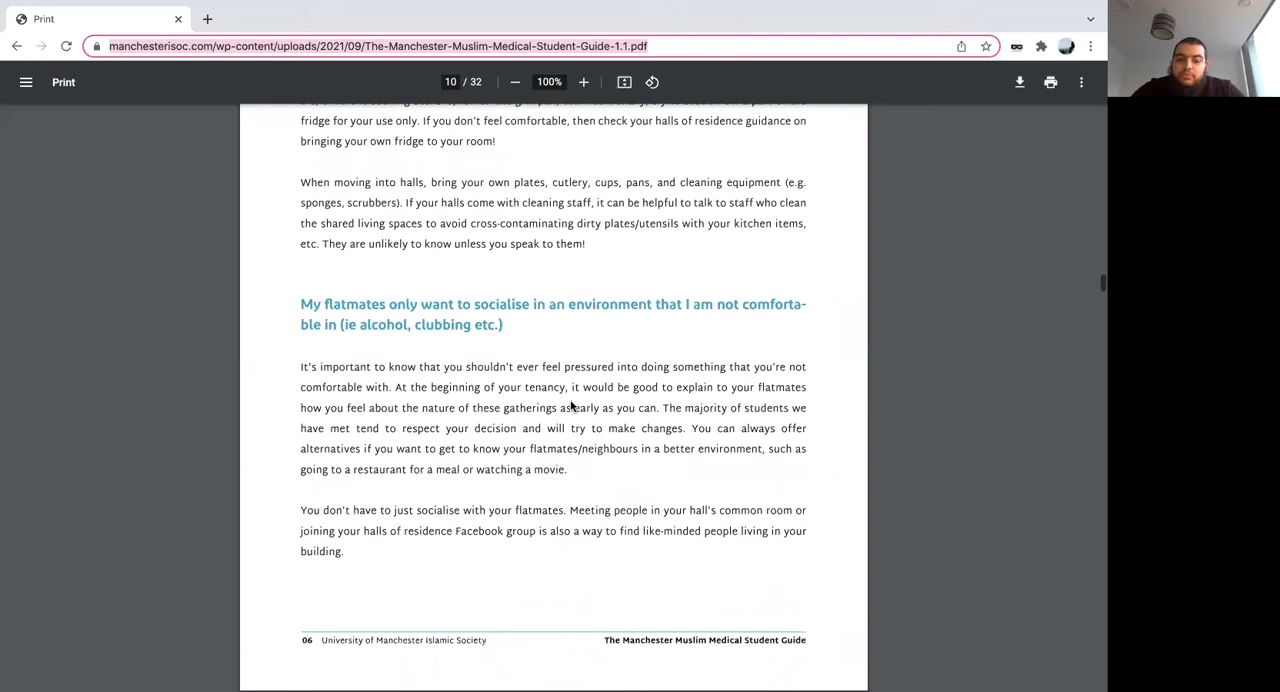 Print
manchesterisoc.com/wp-content/uploads/2021/09/The-Manchester-Muslim-Medical-Student-Guide-1.1.pdf
Print
10 / 32
100%
fridge for your use only. If you don't feel comfortable, then check your halls of residence guidance on
bringing your own fridge to your room!
When moving into halls, bring your own plates, cutlery, cups, pans, and cleaning equipment (e.g.
sponges, scrubbers). If your halls come with cleaning staff, it can be helpful to talk to staff who clean
the shared living spaces to avoid cross-contaminating dirty plates/utensils with your kitchen items,
etc. They are unlikely to know unless you speak to them!
My flatmates only want to socialise in an environment that I am not comforta-
ble in (ie alcohol, clubbing etc.)
It's important to know that you shouldn't ever feel pressured into doing something that you're not
comfortable with. At the beginning of your tenancy, it would be good to explain to your flatmates
how you feel about the nature of these gatherings as early as you can. The majority of students we
have met tend to respect your decision and will try to make changes. You can always offer
alternatives if you want to get to know your flatmates/neighbours in a better environment, such as
going to a restaurant for a meal or watching a movie.
You don't have to just socialise with your flatmates. Meeting people in your hall's common room or
joining your halls of residence Facebook group is also a way to find like-minded people living in your
building.
06 University of Manchester Islamic Society
The Manchester Muslim Medical Student Guide